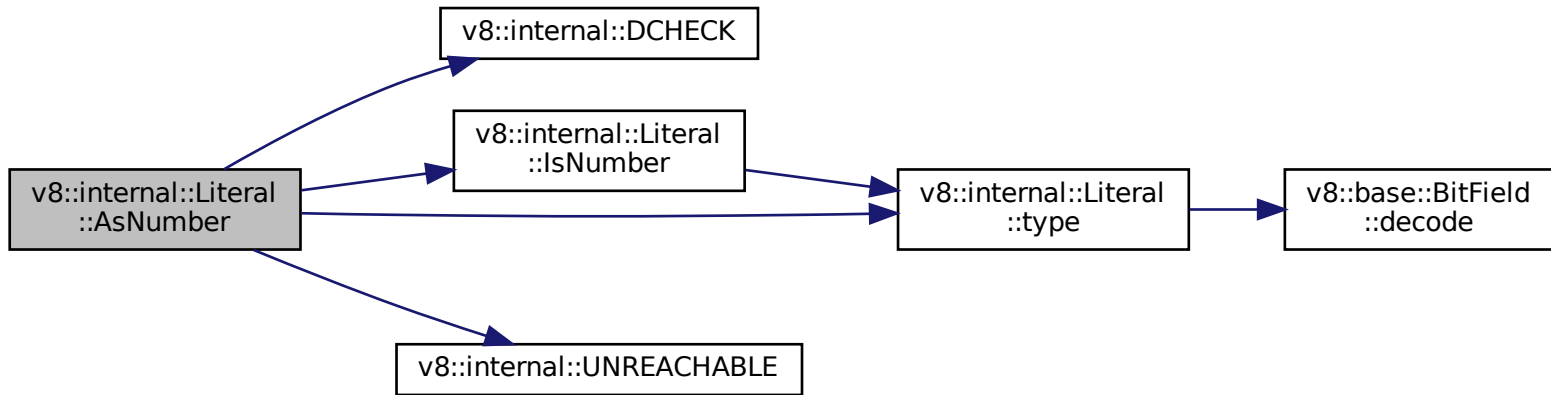 v8::internal::DCHECK
v8::internal::Literal
::IsNumber
v8::internal::Literal
::AsNumber
v8::internal::Literal
::type
v8::base::BitField
::decode
v8::internal::UNREACHABLE